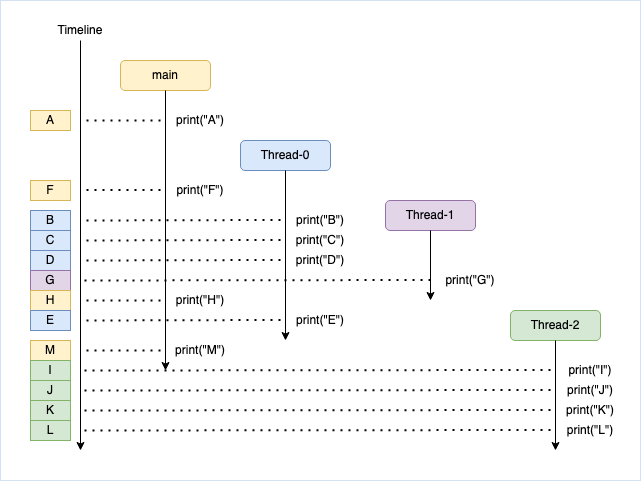 Timeline
main
A print("A")
Thread-0
F print("F")
Thread-1
B print("B")
C print("C")
D print("D")
G print("G")
H print("H")
E print("E")
Thread-2
M print("M")
I print("I")
J print("J")
K print("K")
L print("L")